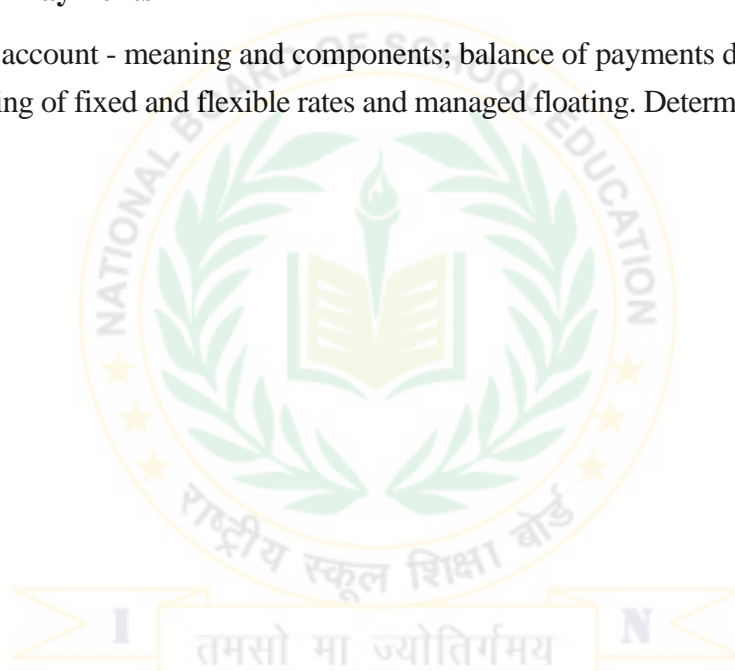 account - meaning and components; balance of payments d
ing of fixed and flexible rates and managed floating. Determ
NATIONAL BOARD OF SCHOOL EDUCATION
राष्ट्रीय स्कूल शिक्षा बोर्ड
I N
तमसो मा ज्योतिर्गमय